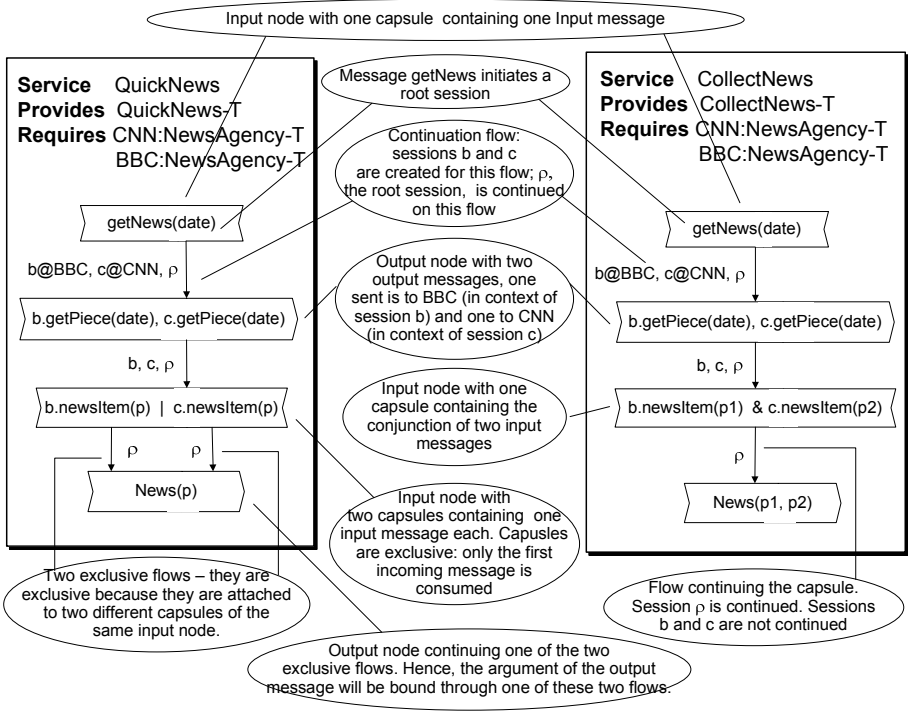 Input node with one capsule containing one Input message
Service QuickNews
Provides QuickNews-T
Requires CNN:NewsAgency-T
BBC:NewsAgency-T
getNews(date)
b@BBC, c@CNN, ρ
b.getPiece(date), c.getPiece(date)
b, c, ρ
b.newsItem(p) | c.newsItem(p)
ρ
ρ
News(p)
Message getNews initiates a
root session
Continuation flow:
sessions b and c
are created for this flow; ρ,
the root session, is continued
on this flow
Output node with two
output messages, one
sent is to BBC (in context of
session b) and one to CNN
(in context of session c)
Input node with one
capsule containing the
conjunction of two input
messages
Input node with
two capsules containing one
input message each. Capusles
are exclusive: only the first
incoming message is
consumed
Service CollectNews
Provides CollectNews-T
Requires CNN:NewsAgency-T
BBC:NewsAgency-T
getNews(date)
b@BBC, c@CNN, ρ
b.getPiece(date), c.getPiece(date)
b, c, ρ
b.newsItem(p1) & c.newsItem(p2)
ρ
News(p1, p2)
Two exclusive flows – they are
exclusive because they are attached
to two different capsules of the
same input node.
Flow continuing the capsule.
Session ρ is continued. Sessions
b and c are not continued
Output node continuing one of the two
exclusive flows. Hence, the argument of the output
message will be bound through one of these two flows.